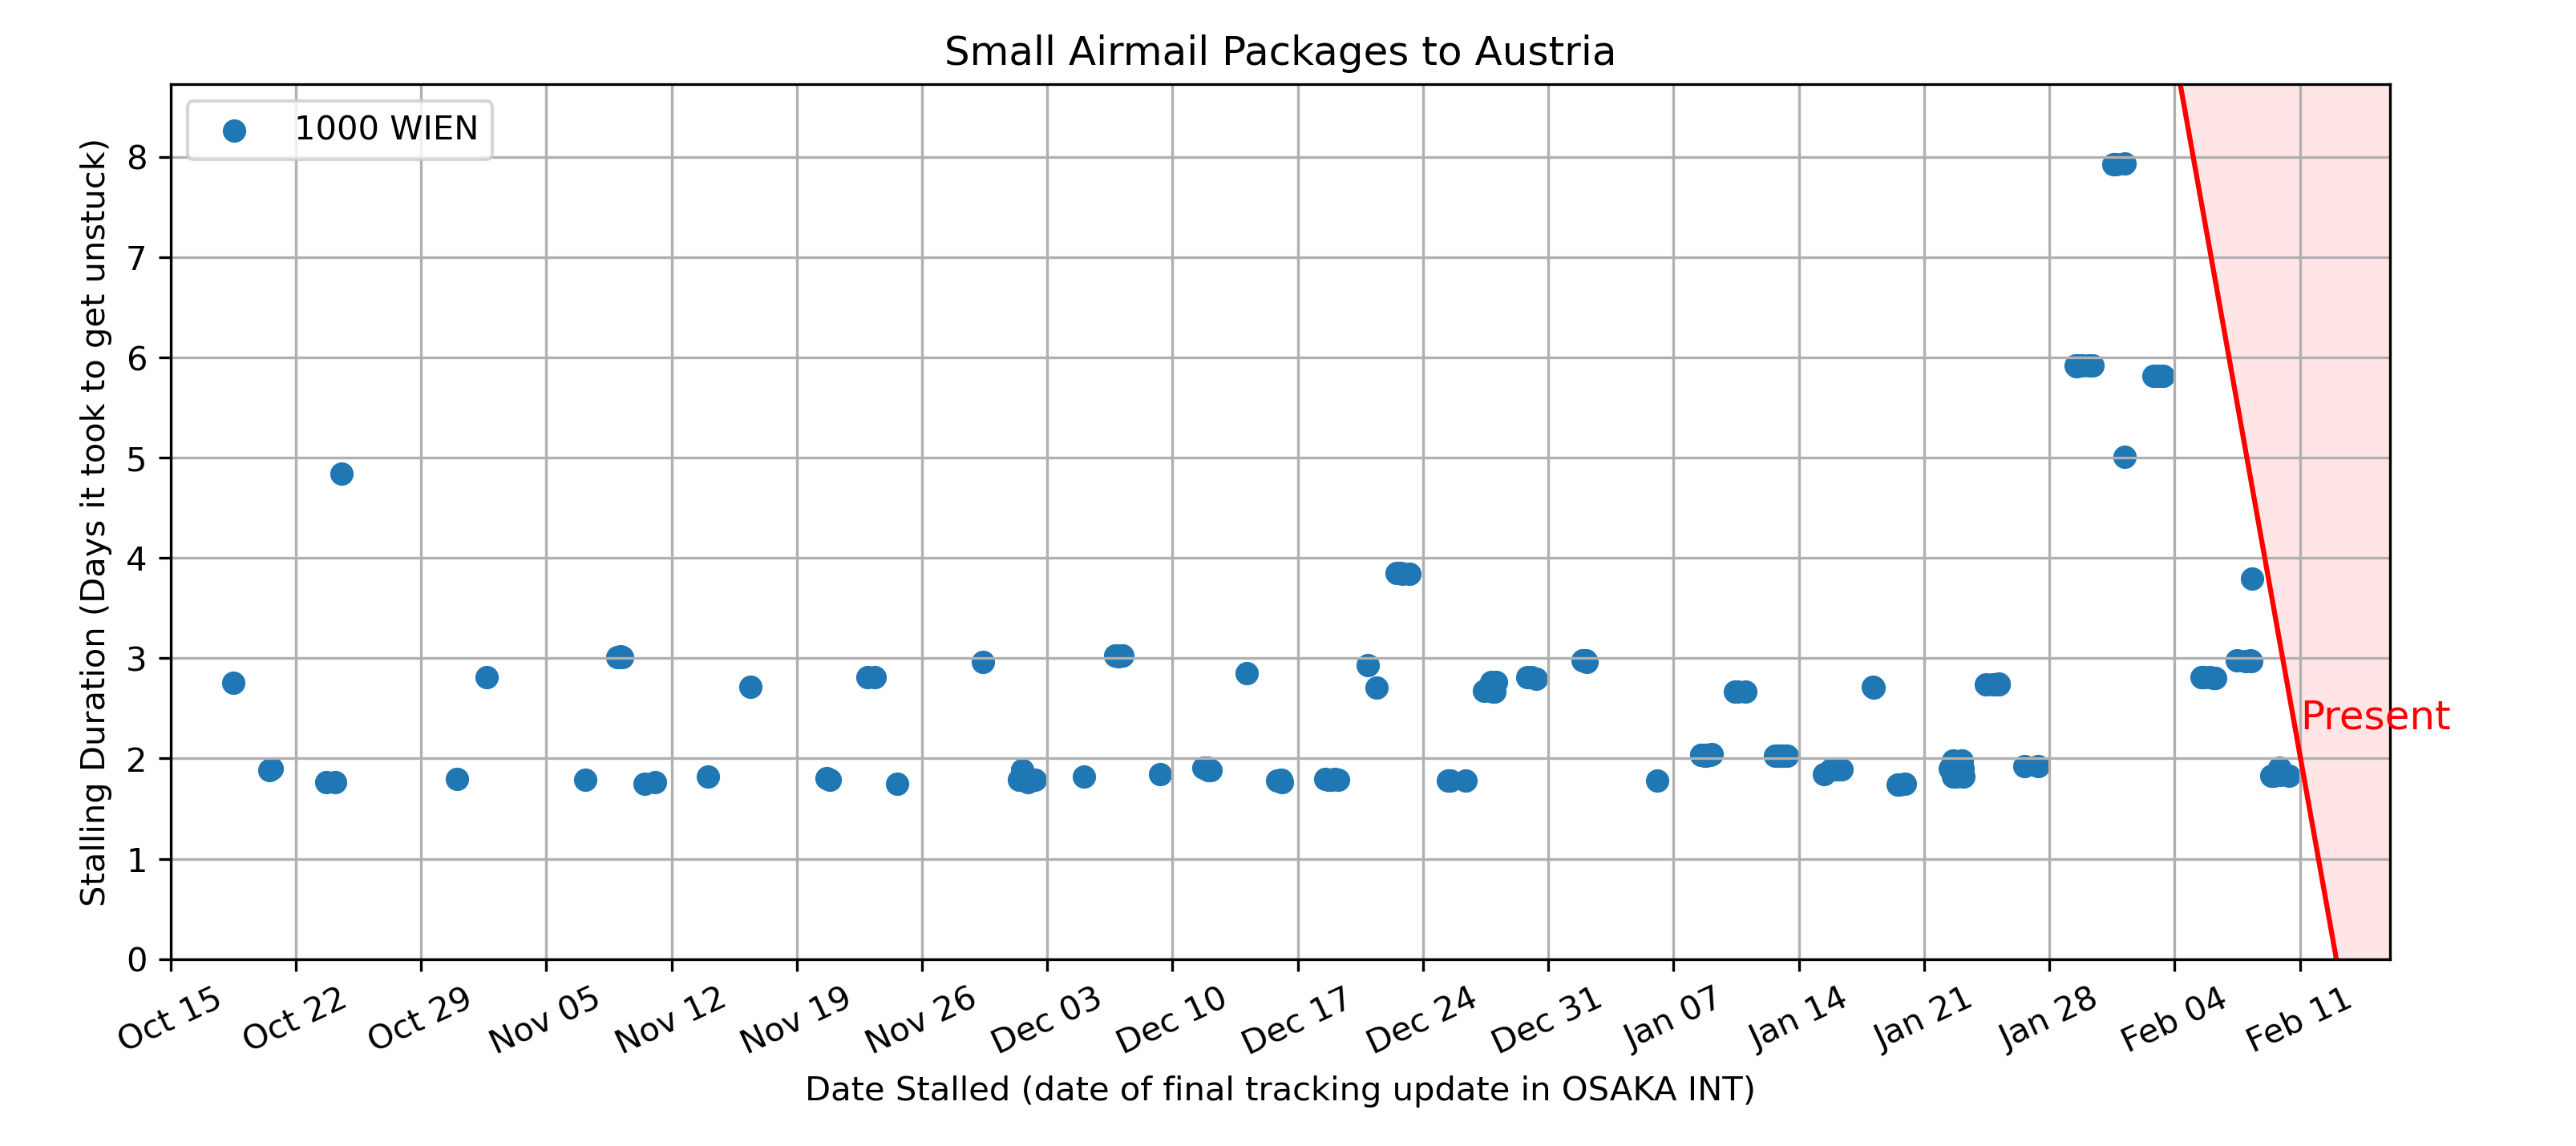 Small Airmail Packages to Austria
1000 WIEN
Stalling Duration (Days it took to get unstuck)
8
7
6
5
4
3
2
1
0
Present
Oct 15
Oct 22
Oct 29
Nov 05
Nov 12
Nov 19
Nov 26
Dec 03
Dec 10
Dec 17
Dec 24
Dec 31
Jan 07
Jan 14
Jan 21
Jan 28
Feb 04
Feb 11
Date Stalled (date of final tracking update in OSAKA INT)